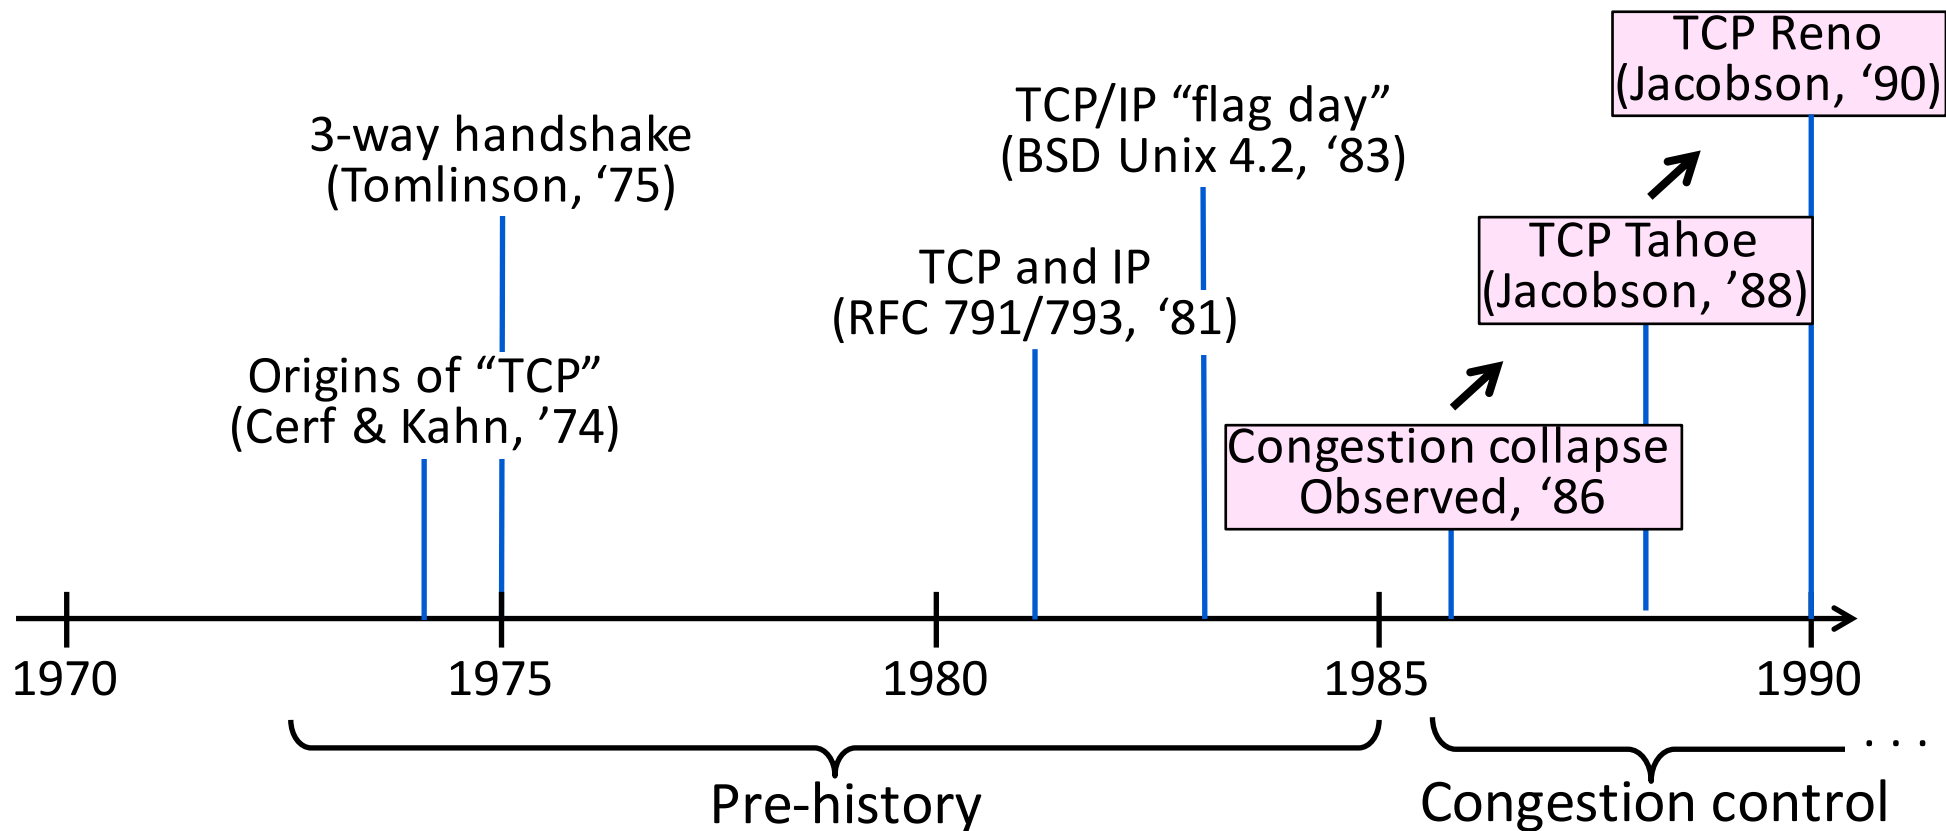 TCP Reno
(Jacobson, ‘90)
TCP/IP “flag day”
(BSD Unix 4.2, ‘83)
3-way handshake
(Tomlinson, ‘75)
TCP Tahoe
(Jacobson, ’88)
TCP and IP
(RFC 791/793, ‘81)
Origins of “TCP”
(Cerf & Kahn, ’74)
Congestion collapse
Observed, ‘86
1970 1975 1980 1985 1990
. . .
Pre-history
Congestion control